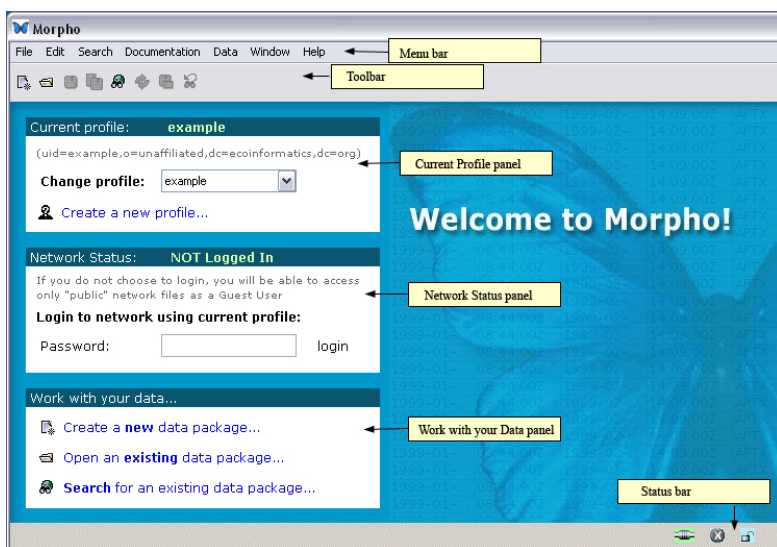 Morpho
File Edit Search Documentation Data Window Help
Menu bar
Toolbar
Current profile: example
(uid=example,o=unaffiliated,dc=ecoinformatics,dc=org)
Change profile: example
Create a new profile...
Current Profile panel
Welcome to Morpho!
Network Status: NOT Logged In
If you do not choose to login, you will be able to access
only "public" network files as a Guest User
Login to network using current profile:
Password: login
Network Status panel
Work with your data...
Create a new data package...
Open an existing data package...
Search for an existing data package...
Work with your Data panel
Status bar